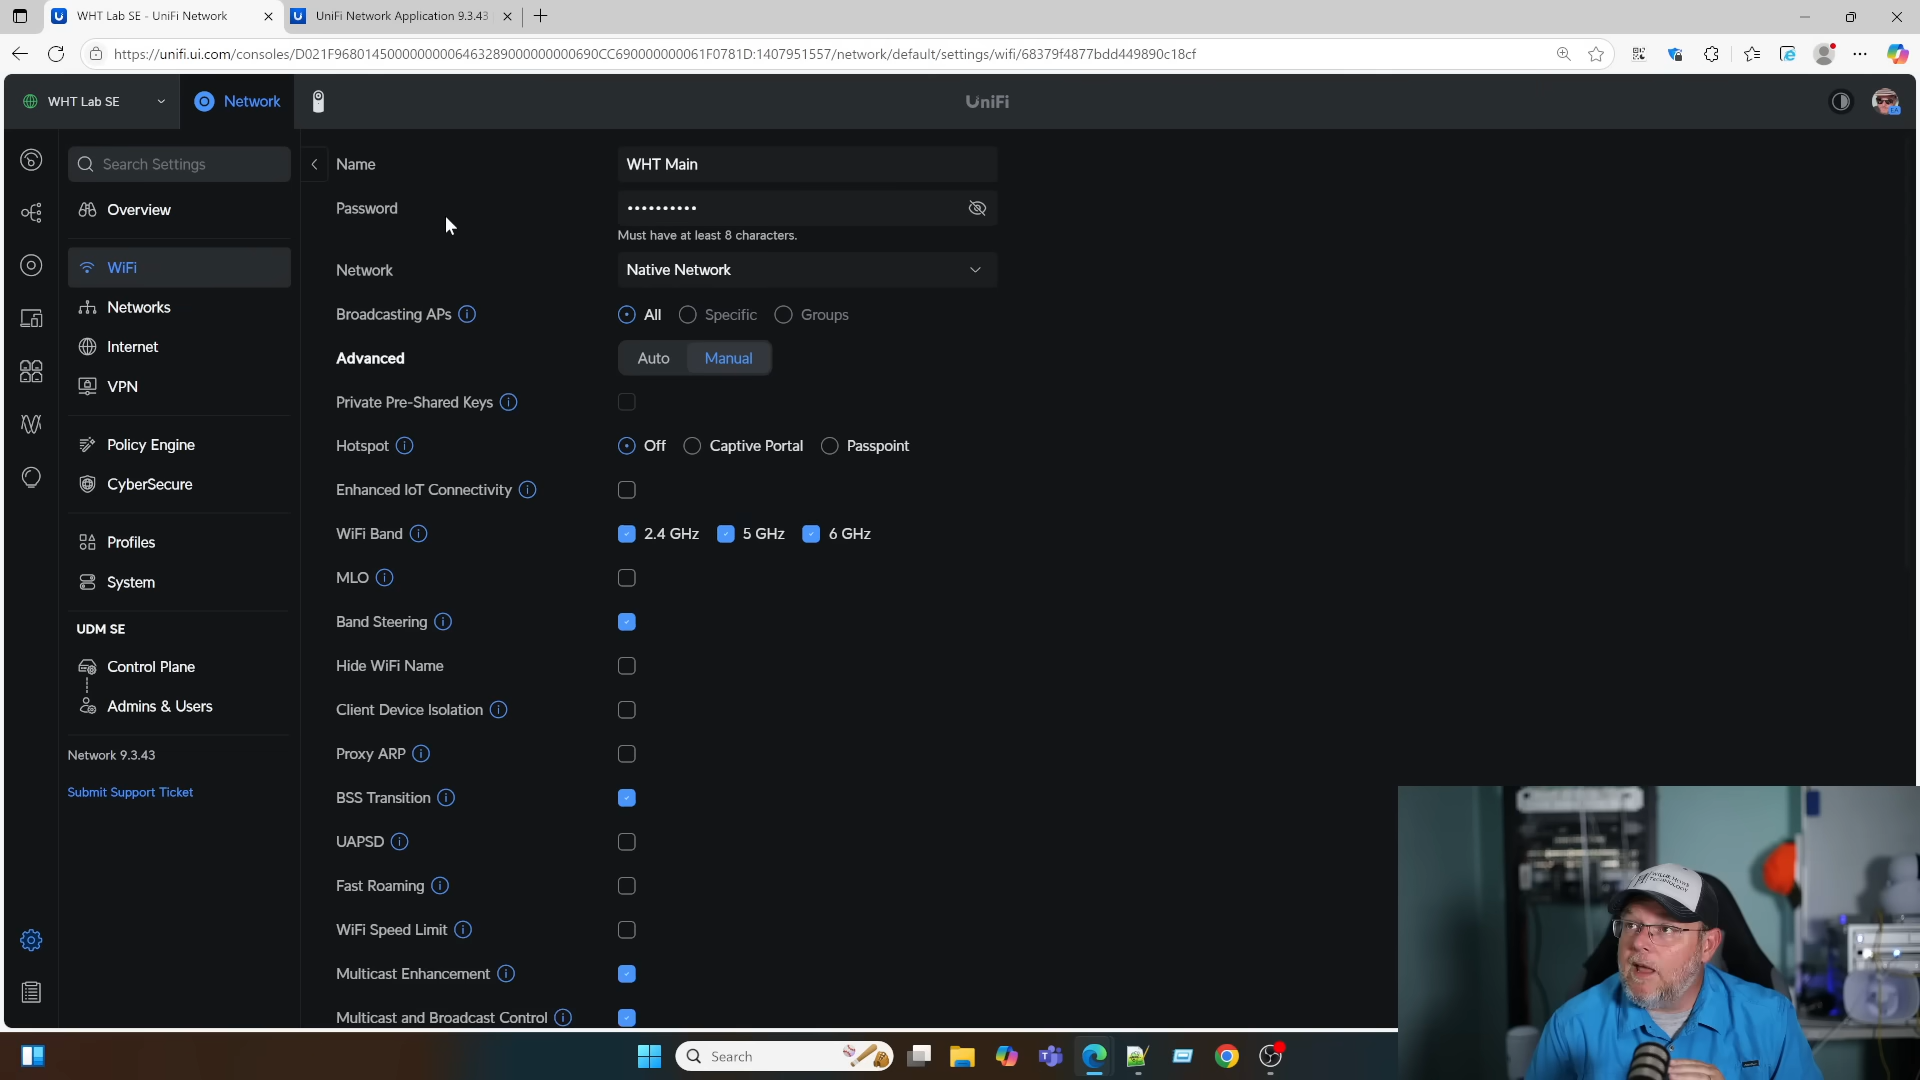 WHT Lab SE - UniFi Network
UniFi Network Application 9.3.43
https://unifi.ui.com/consoles/D021F96801450000000006463289000000000690CC690000000061F0781D:1407951557/network/default/settings/wifi/68379f4877bdd449890c18cf
WHT Lab SE
Network
UniFi
EA
Search Settings
Overview
WiFi
Networks
Internet
VPN
Policy Engine
CyberSecure
Profiles
System
UDM SE
Control Plane
Admins & Users
Network 9.3.43
Submit Support Ticket
Name
WHT Main
Password
••••••••••
Must have at least 8 characters.
Network
Native Network
Broadcasting APs
All Specific Groups
Advanced
Auto Manual
Private Pre-Shared Keys
Hotspot
Off Captive Portal Passpoint
Enhanced IoT Connectivity
WiFi Band
2.4 GHz 5 GHz 6 GHz
MLO
Band Steering
Hide WiFi Name
Client Device Isolation
Proxy ARP
BSS Transition
UAPSD
Fast Roaming
WiFi Speed Limit
Multicast Enhancement
Multicast and Broadcast Control
Search
WILLIE HOWE
TECHNOLOGY